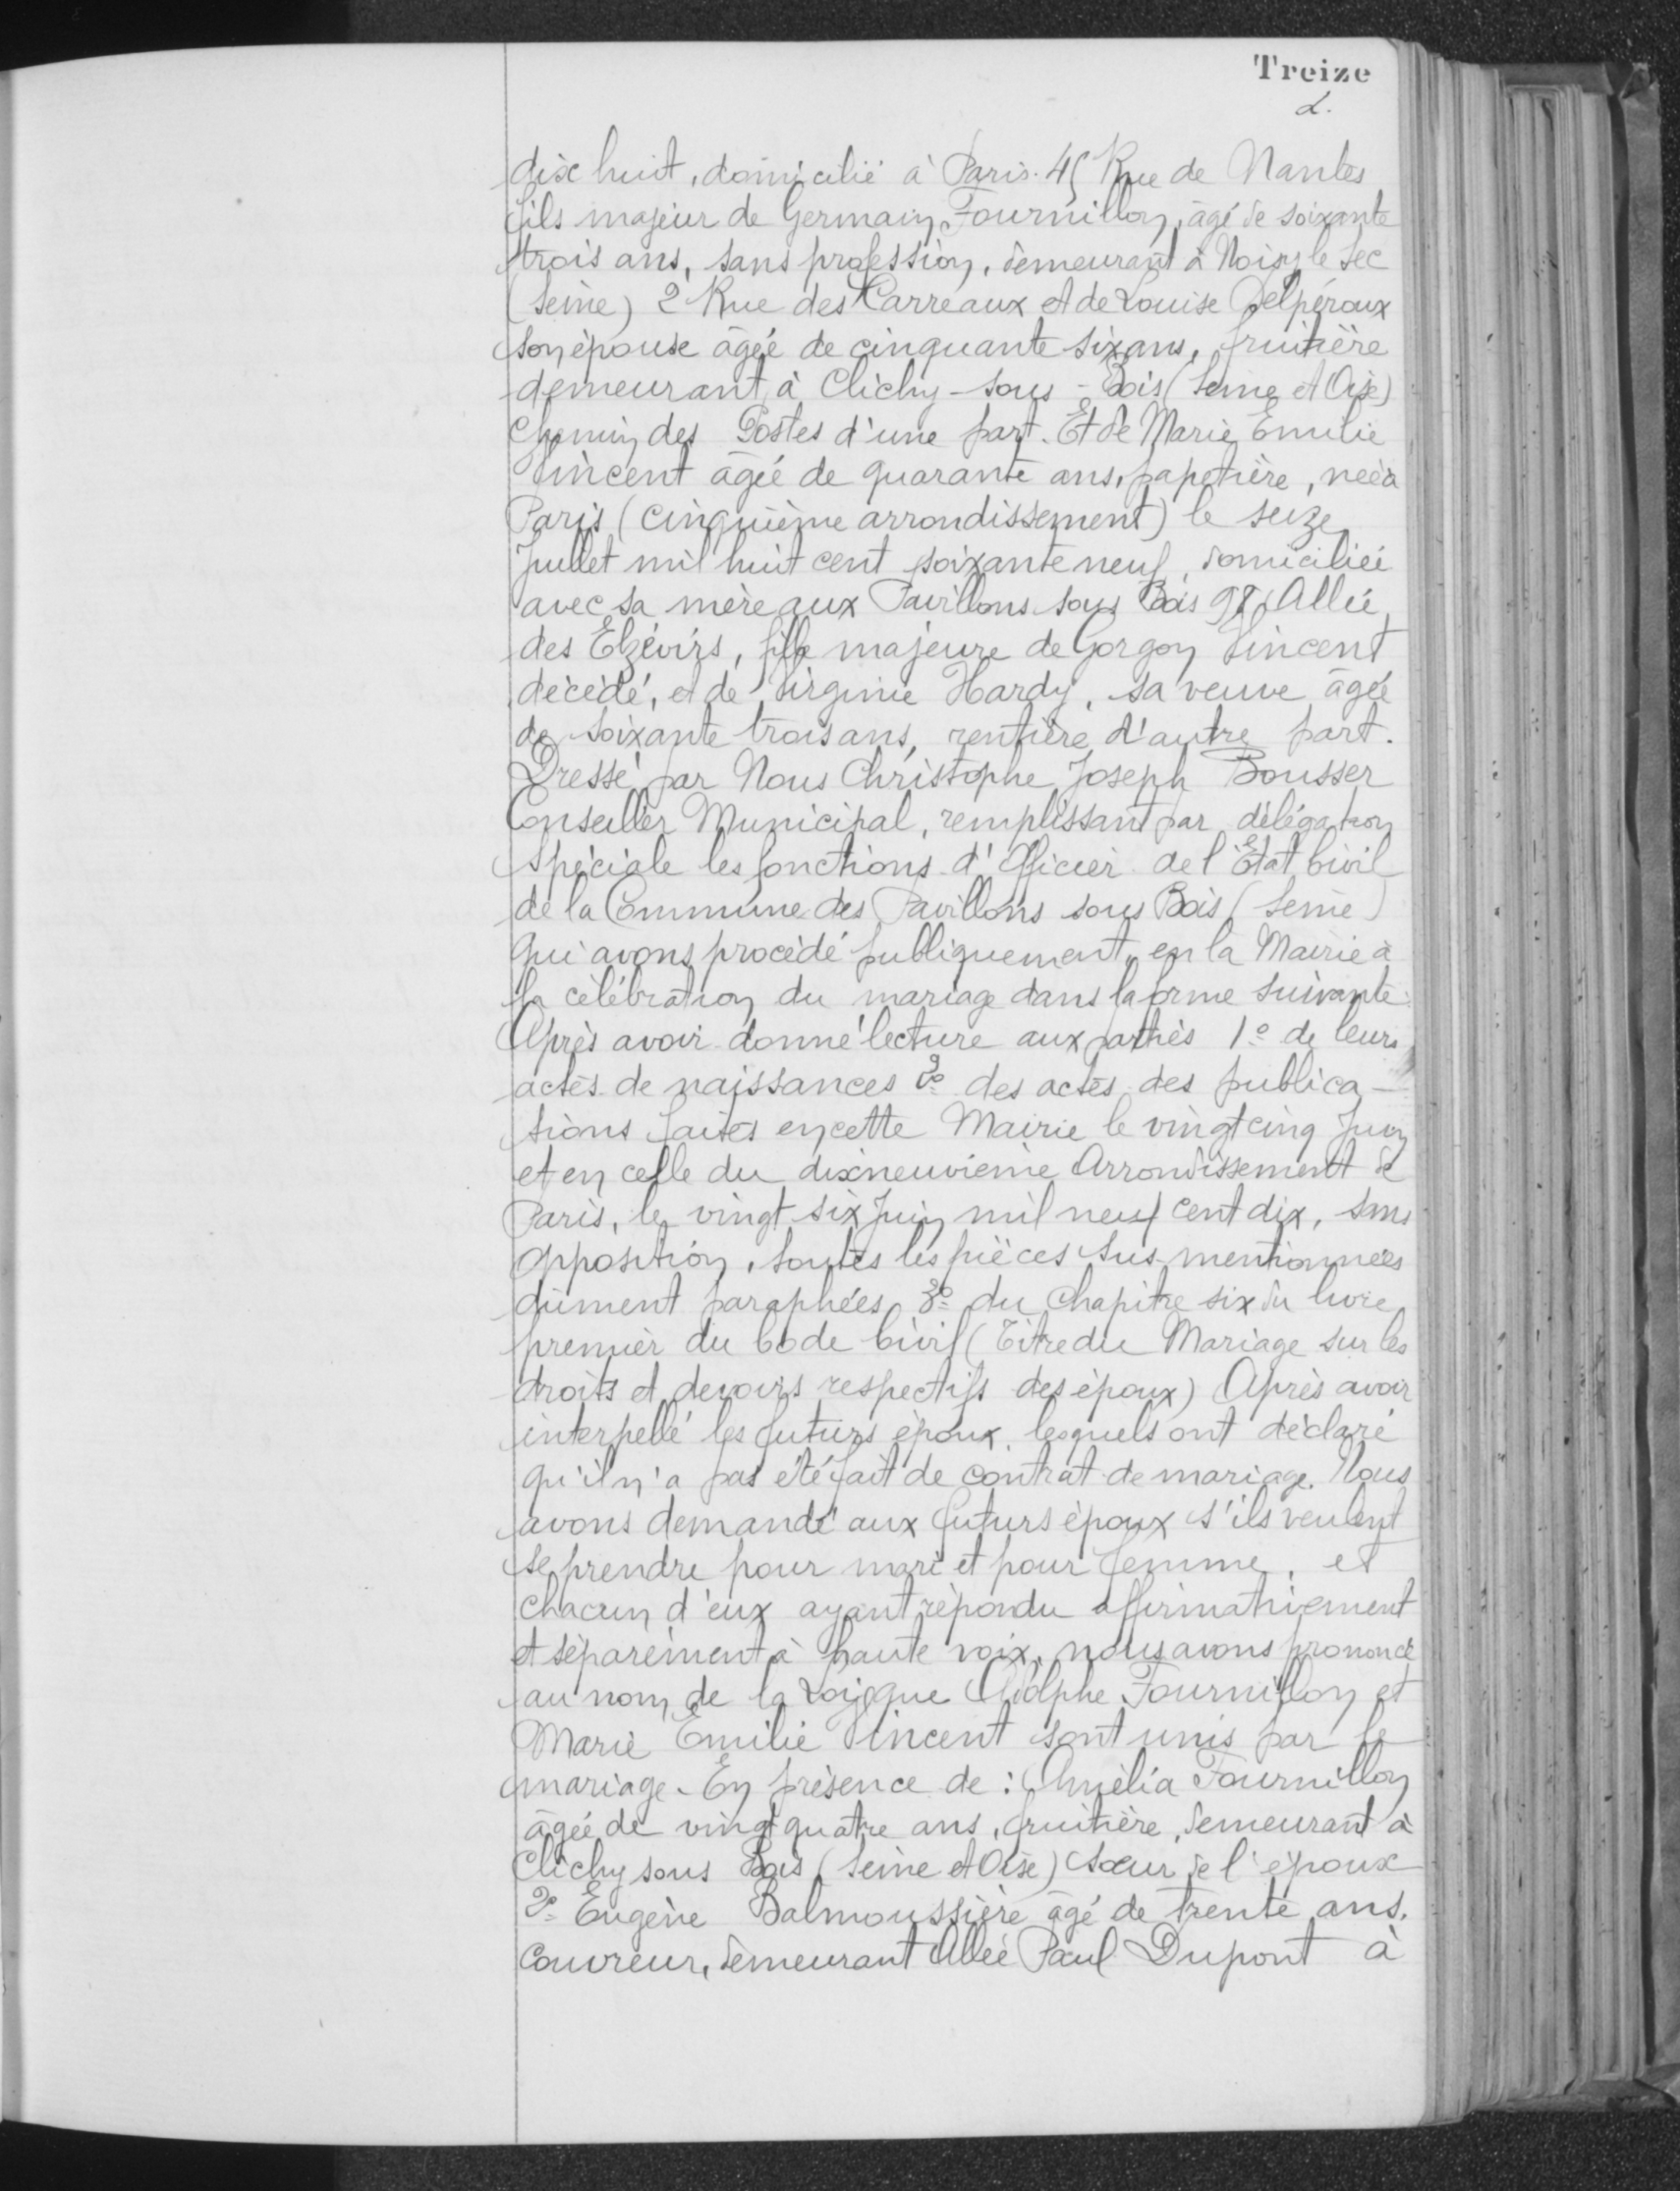 Treize
dix huit, domicilié à Paris. 45 Rue de Nantes
fils majeur de Germain Fournillon, âgé de soixante
trois ans, sans profession, demeurant à Noisy le Sec
(Seine) 2 Rue des Carreaux et de Louise Delpéroux
son épouse âgée de cinquante six ans, fruitière
demeurant à Clichy-sous-Bois (Seine et Oise)
Chemin des Postes d'une part. Et de Marie Emilie
Vincent âgée de quarante ans, papetière, née à
Paris (cinquième arrondissement) le seize
Juillet mil huit cent soixante neuf, domiciliée
avec sa mère aux Pavillons sous Bois 98 Allée
des Elzévirs, fille majeure de Gorgon Vincent
décédé, et de Virginie Hardy, sa veuve âgée
de soixante trois ans, rentière d'autre part.
Dressé par Nous Christophe Joseph Bousser
Conseiller Municipal, remplissant par délégation
Spéciale les fonctions d'Officier de l'Etat Civil
de la Commune des Pavillons sous Bois (Seine)
qui avons procédé publiquement en la Mairie à
la célébration du mariage dans la forme suivante:
Après avoir donné lecture aux parties 1º de leurs
actes de naissances 2º des actes des publica-
tions faites en cette Mairie le vingt cinq Juin
et en celle du dixneuvième Arrondissement de
Paris, le vingt six Juin mil neuf cent dix, sans
opposition, toutes les pièces sus-mentionnées
dûment paraphées 3º du Chapitre six du livre
premier du Code Civil (Titre du Mariage sur les
droits et devoirs respectifs des époux) Après avoir
interpellé les futurs époux, lesquels ont déclaré
qu'il n'a pas été fait de contrat de mariage. Nous
avons demandé aux futurs époux s'ils veulent
se prendre pour mari et pour femme, et
chacun d'eux ayant répondu affirmativement
et séparément à haute voix, nous avons prononcé
au nom de la Loi que Adolphe Fournillon et
Marie Emilie Vincent sont unis par le
mariage. En présence de: Amélia Fournillon
âgée de vingt quatre ans, fruitière, demeurant à
Clichy sous Bois (Seine et Oise) sœur de l'époux
2º Eugène Balmoussière âgé de trente ans,
couvreur, demeurant Allée Paul Dupont à